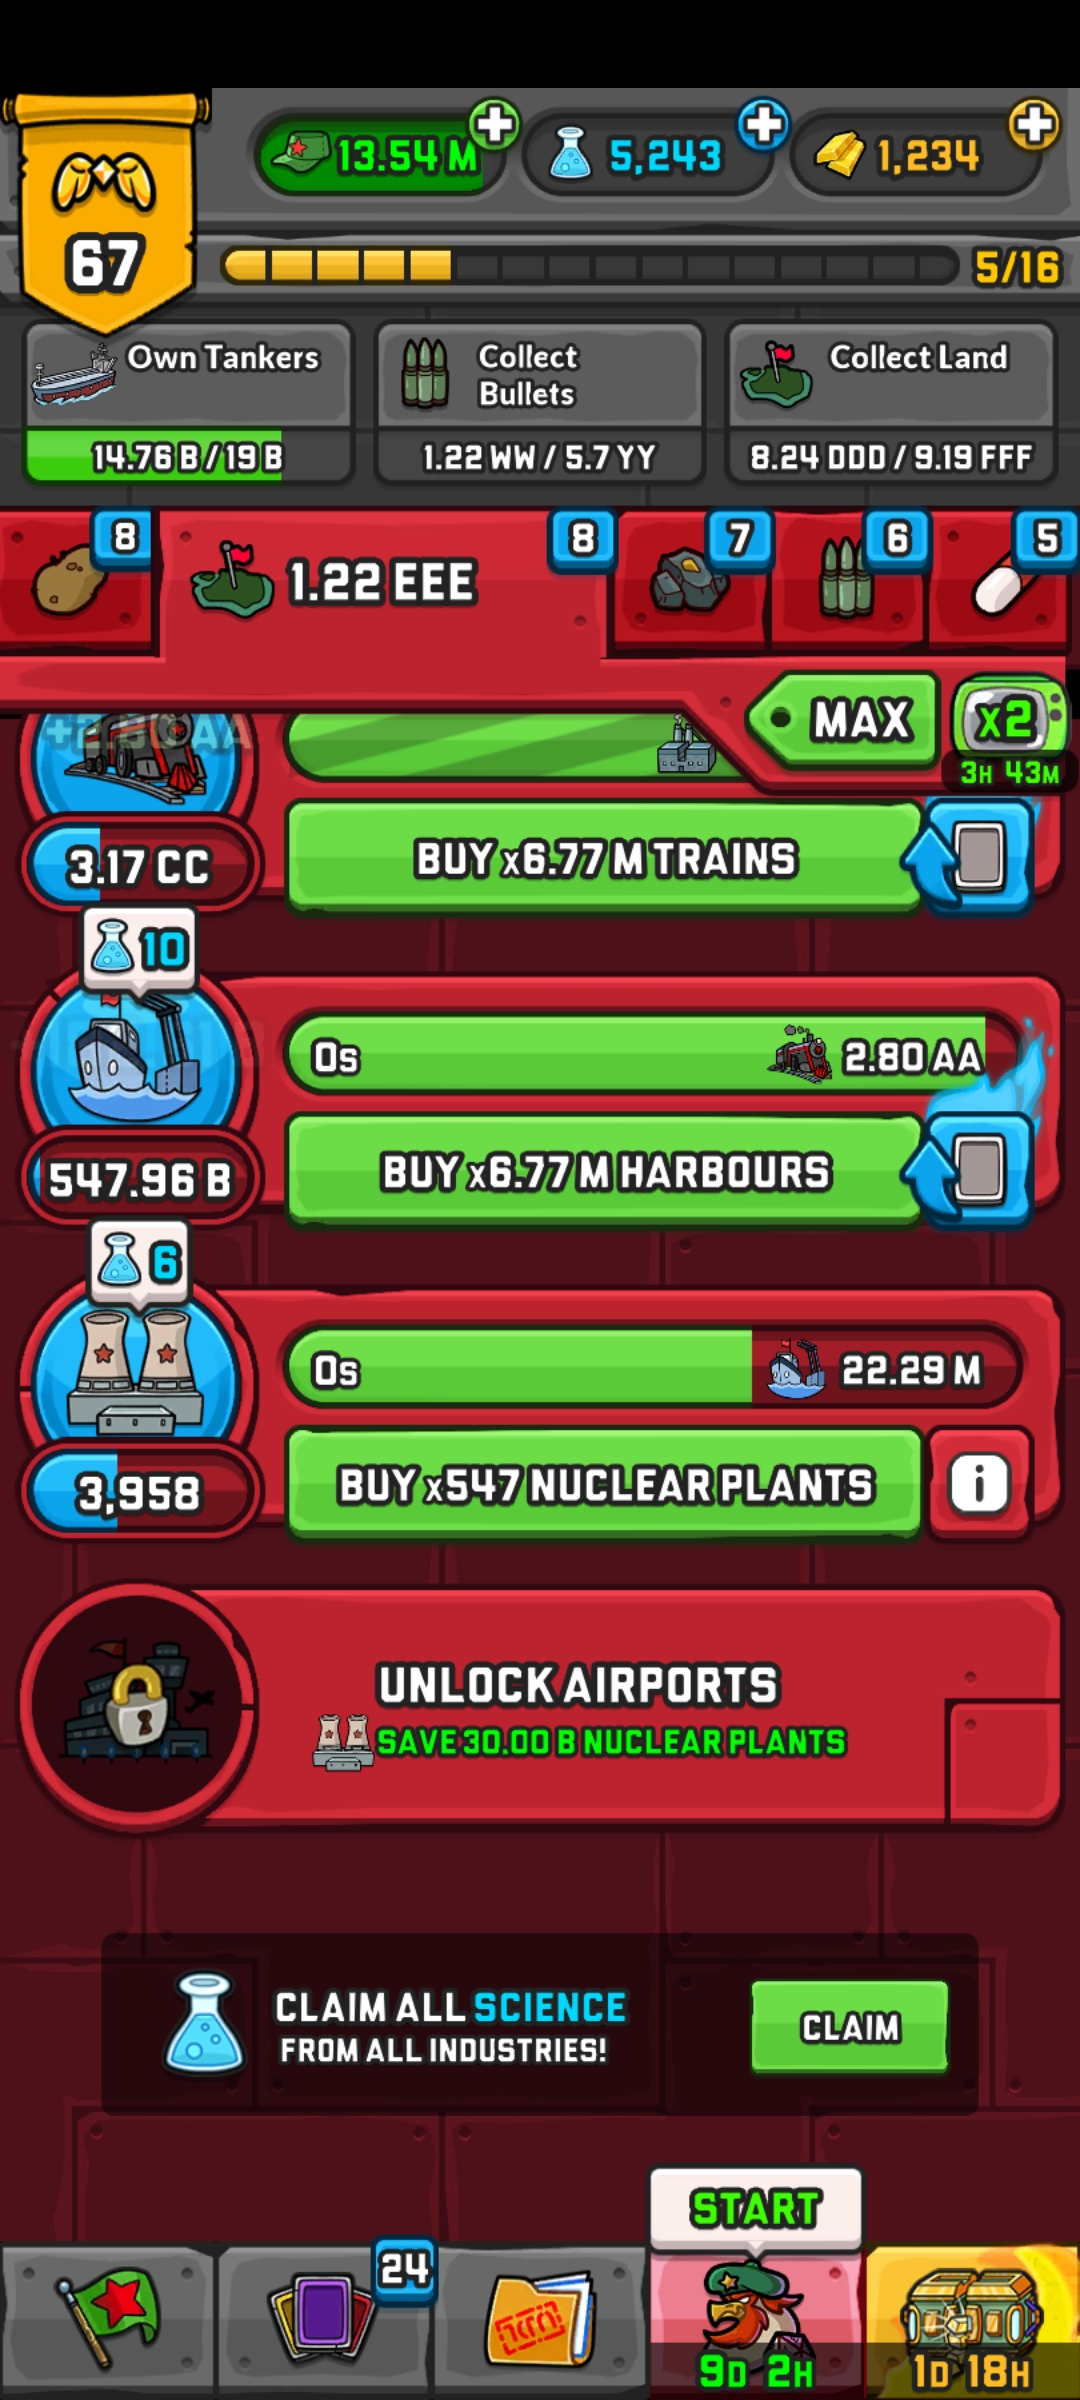 13.54 M
5,243
1,234
67
5/16
Own Tankers
14.76 B / 19 B
Collect
Bullets
1.22 WW / 5.7 YY
Collect Land
8.24 DDD / 9.19 FFF
8
1.22 EEE
8
7
6
5
+2.80 AA
MAX
x2
3H 43M
3.17 CC
BUY x6.77 M TRAINS
10
0s
2.80 AA
547.96 B
BUY x6.77 M HARBOURS
6
0s
22.29 M
3,958
BUY x547 NUCLEAR PLANTS
i
UNLOCK AIRPORTS
SAVE 30.00 B NUCLEAR PLANTS
CLAIM ALL SCIENCE
FROM ALL INDUSTRIES!
CLAIM
START
24
9D 2H
1D 18H